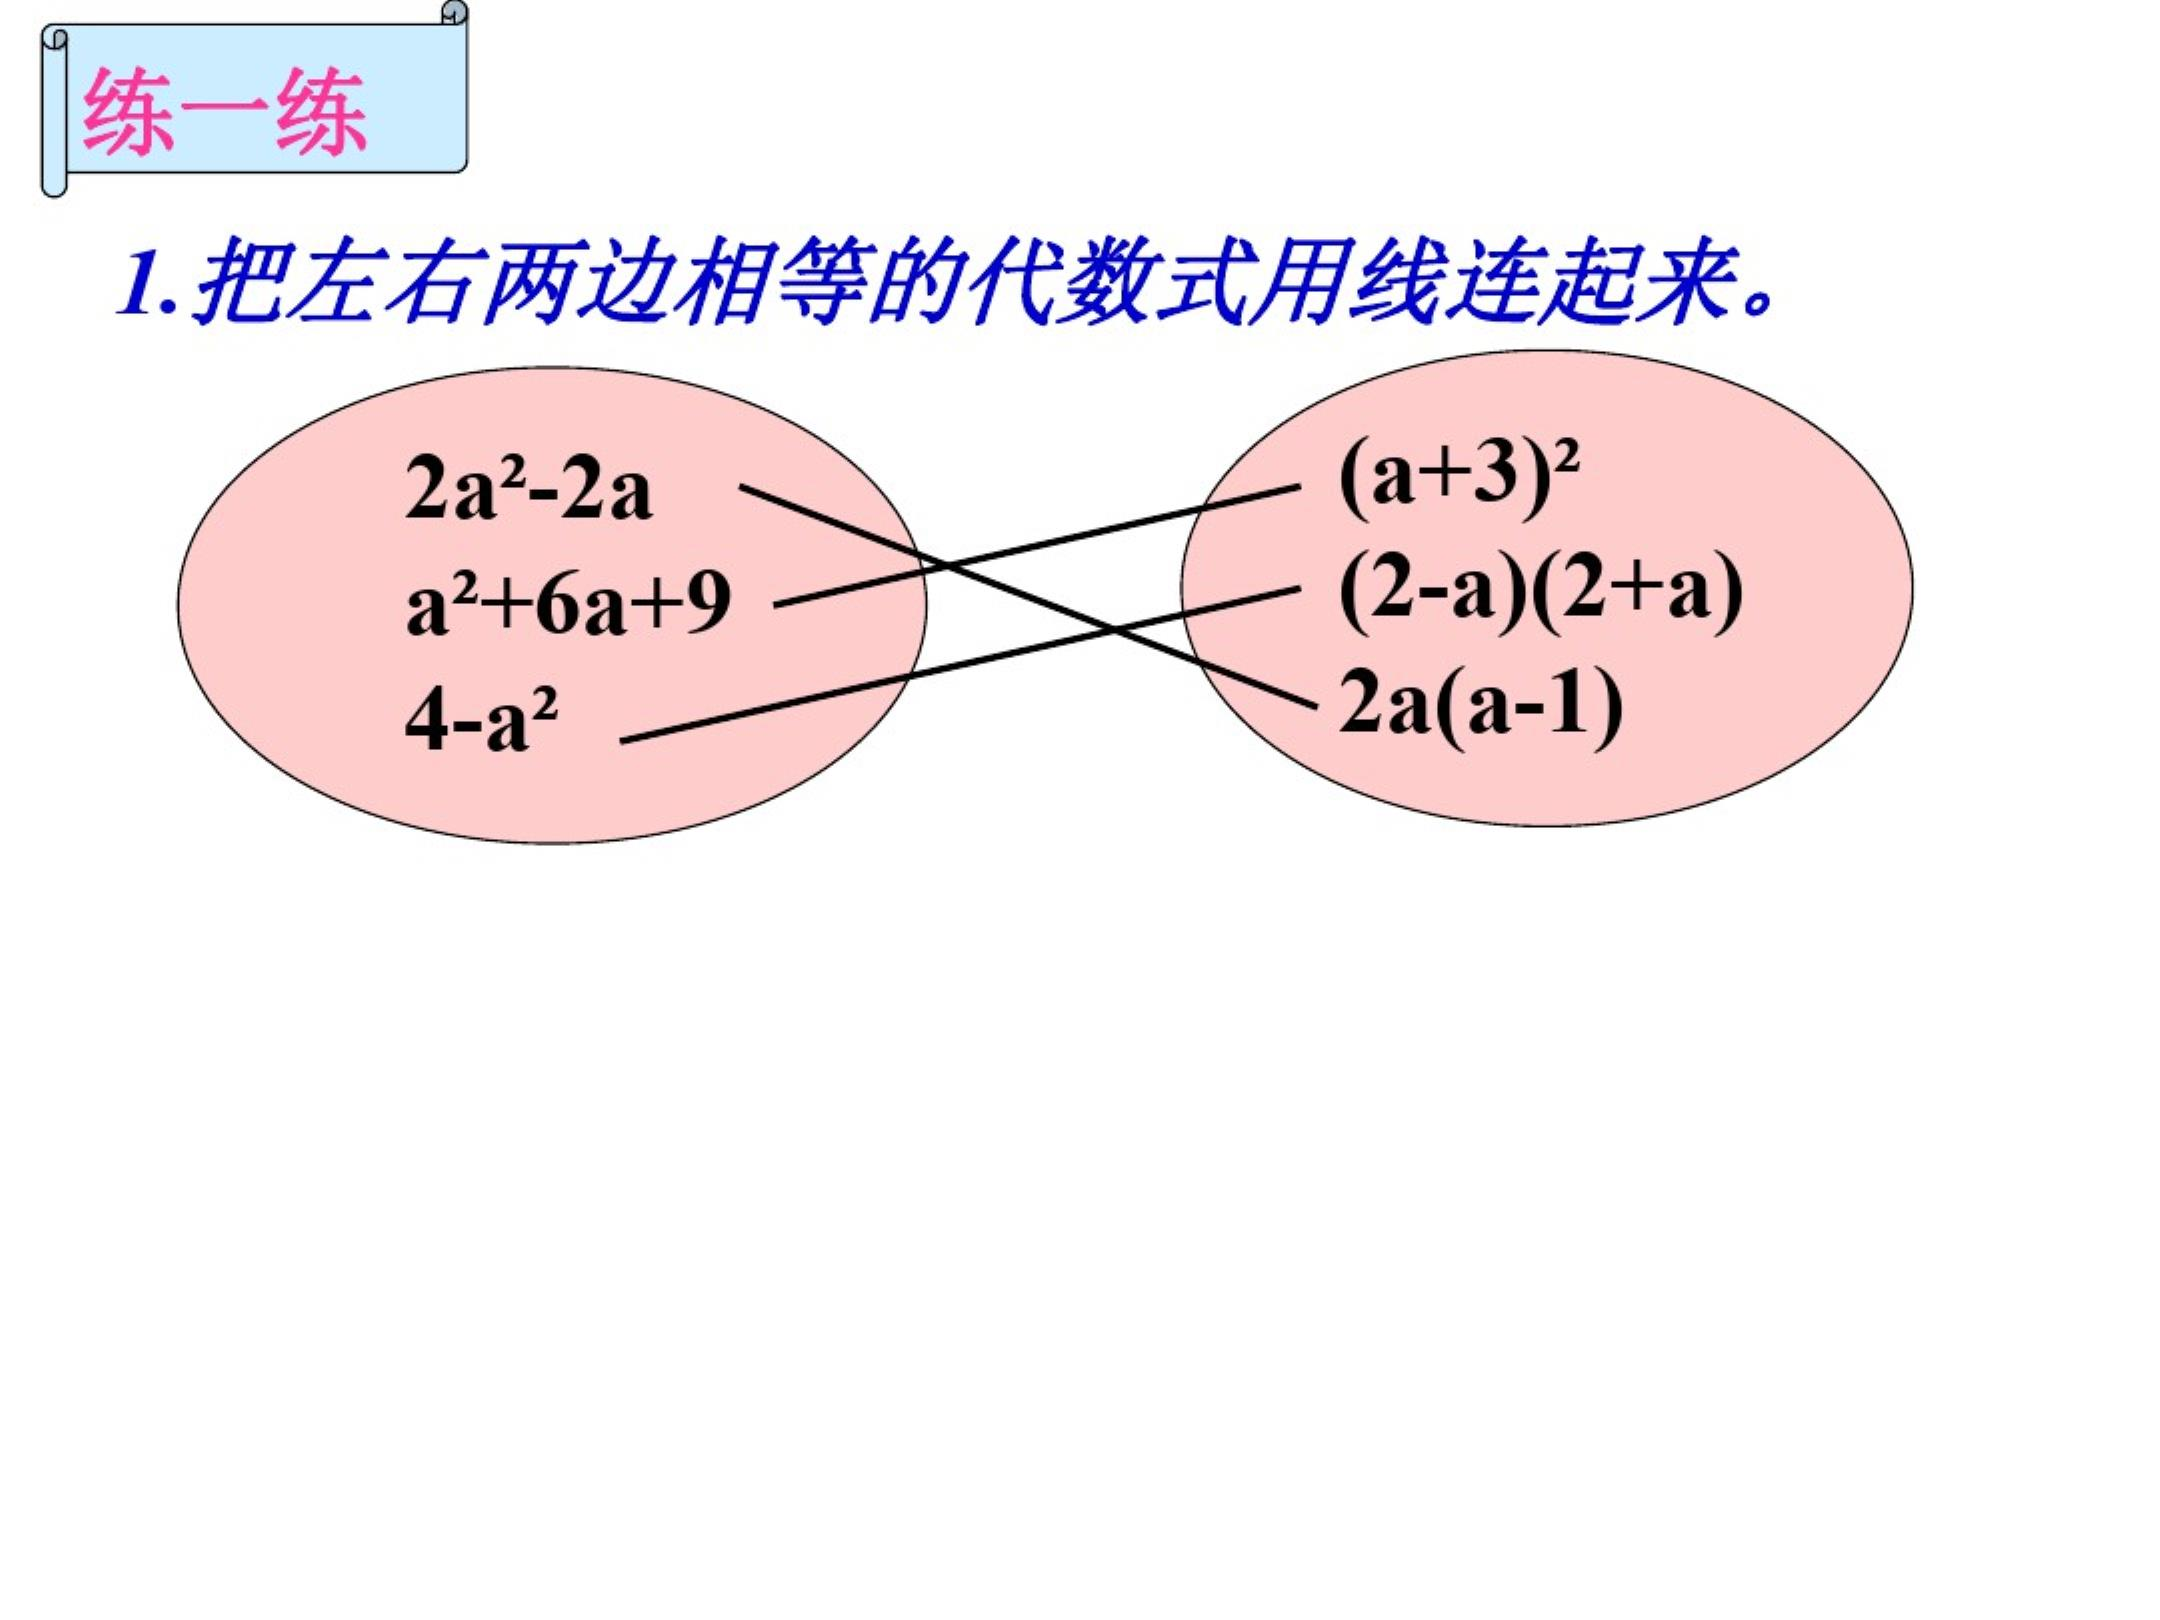 练一练
1.把左右两边相等的代数式用线连起来。
2a²-2a
a²+6a+9
4-a²
(a+3)²
(2-a)(2+a)
2a(a-1)